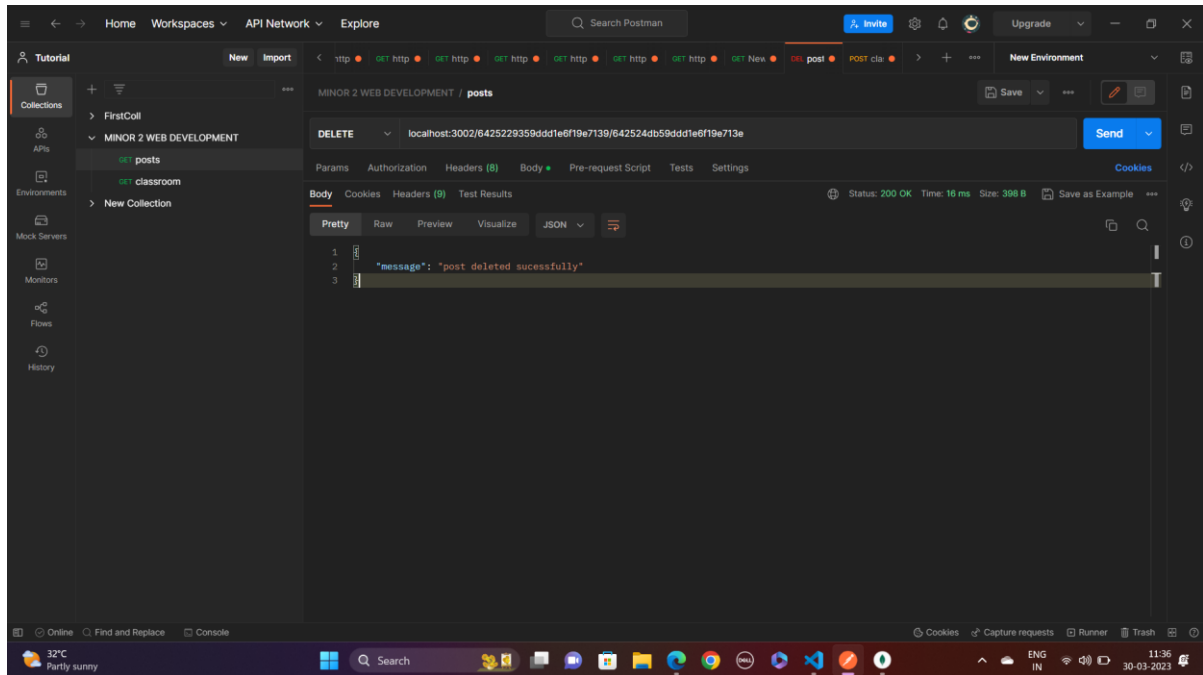 Home Workspaces API Network Explore Search Postman Invite Upgrade
Tutorial New Import ttp GET http GET http GET http GET http GET http GET http GET New DEL post POST cla New Environment
Collections
APIs
Environments
Mock Servers
Monitors
Flows
History
FirstColl
MINOR 2 WEB DEVELOPMENT
GET posts
GET classroom
New Collection
MINOR 2 WEB DEVELOPMENT / posts Save
DELETE localhost:3002/6425229359ddd1e6f19e7139/642524db59ddd1e6f19e713e Send
Params Authorization Headers (8) Body Pre-request Script Tests Settings Cookies
Body Cookies Headers (9) Test Results Status: 200 OK Time: 16 ms Size: 398 B Save as Example
Pretty Raw Preview Visualize JSON
1 {
2 "message": "post deleted sucessfully"
3 }
Online Find and Replace Console Cookies Capture requests Runner Trash
32°C
Partly sunny
Search
DELL
ENG
IN
11:36
30-03-2023